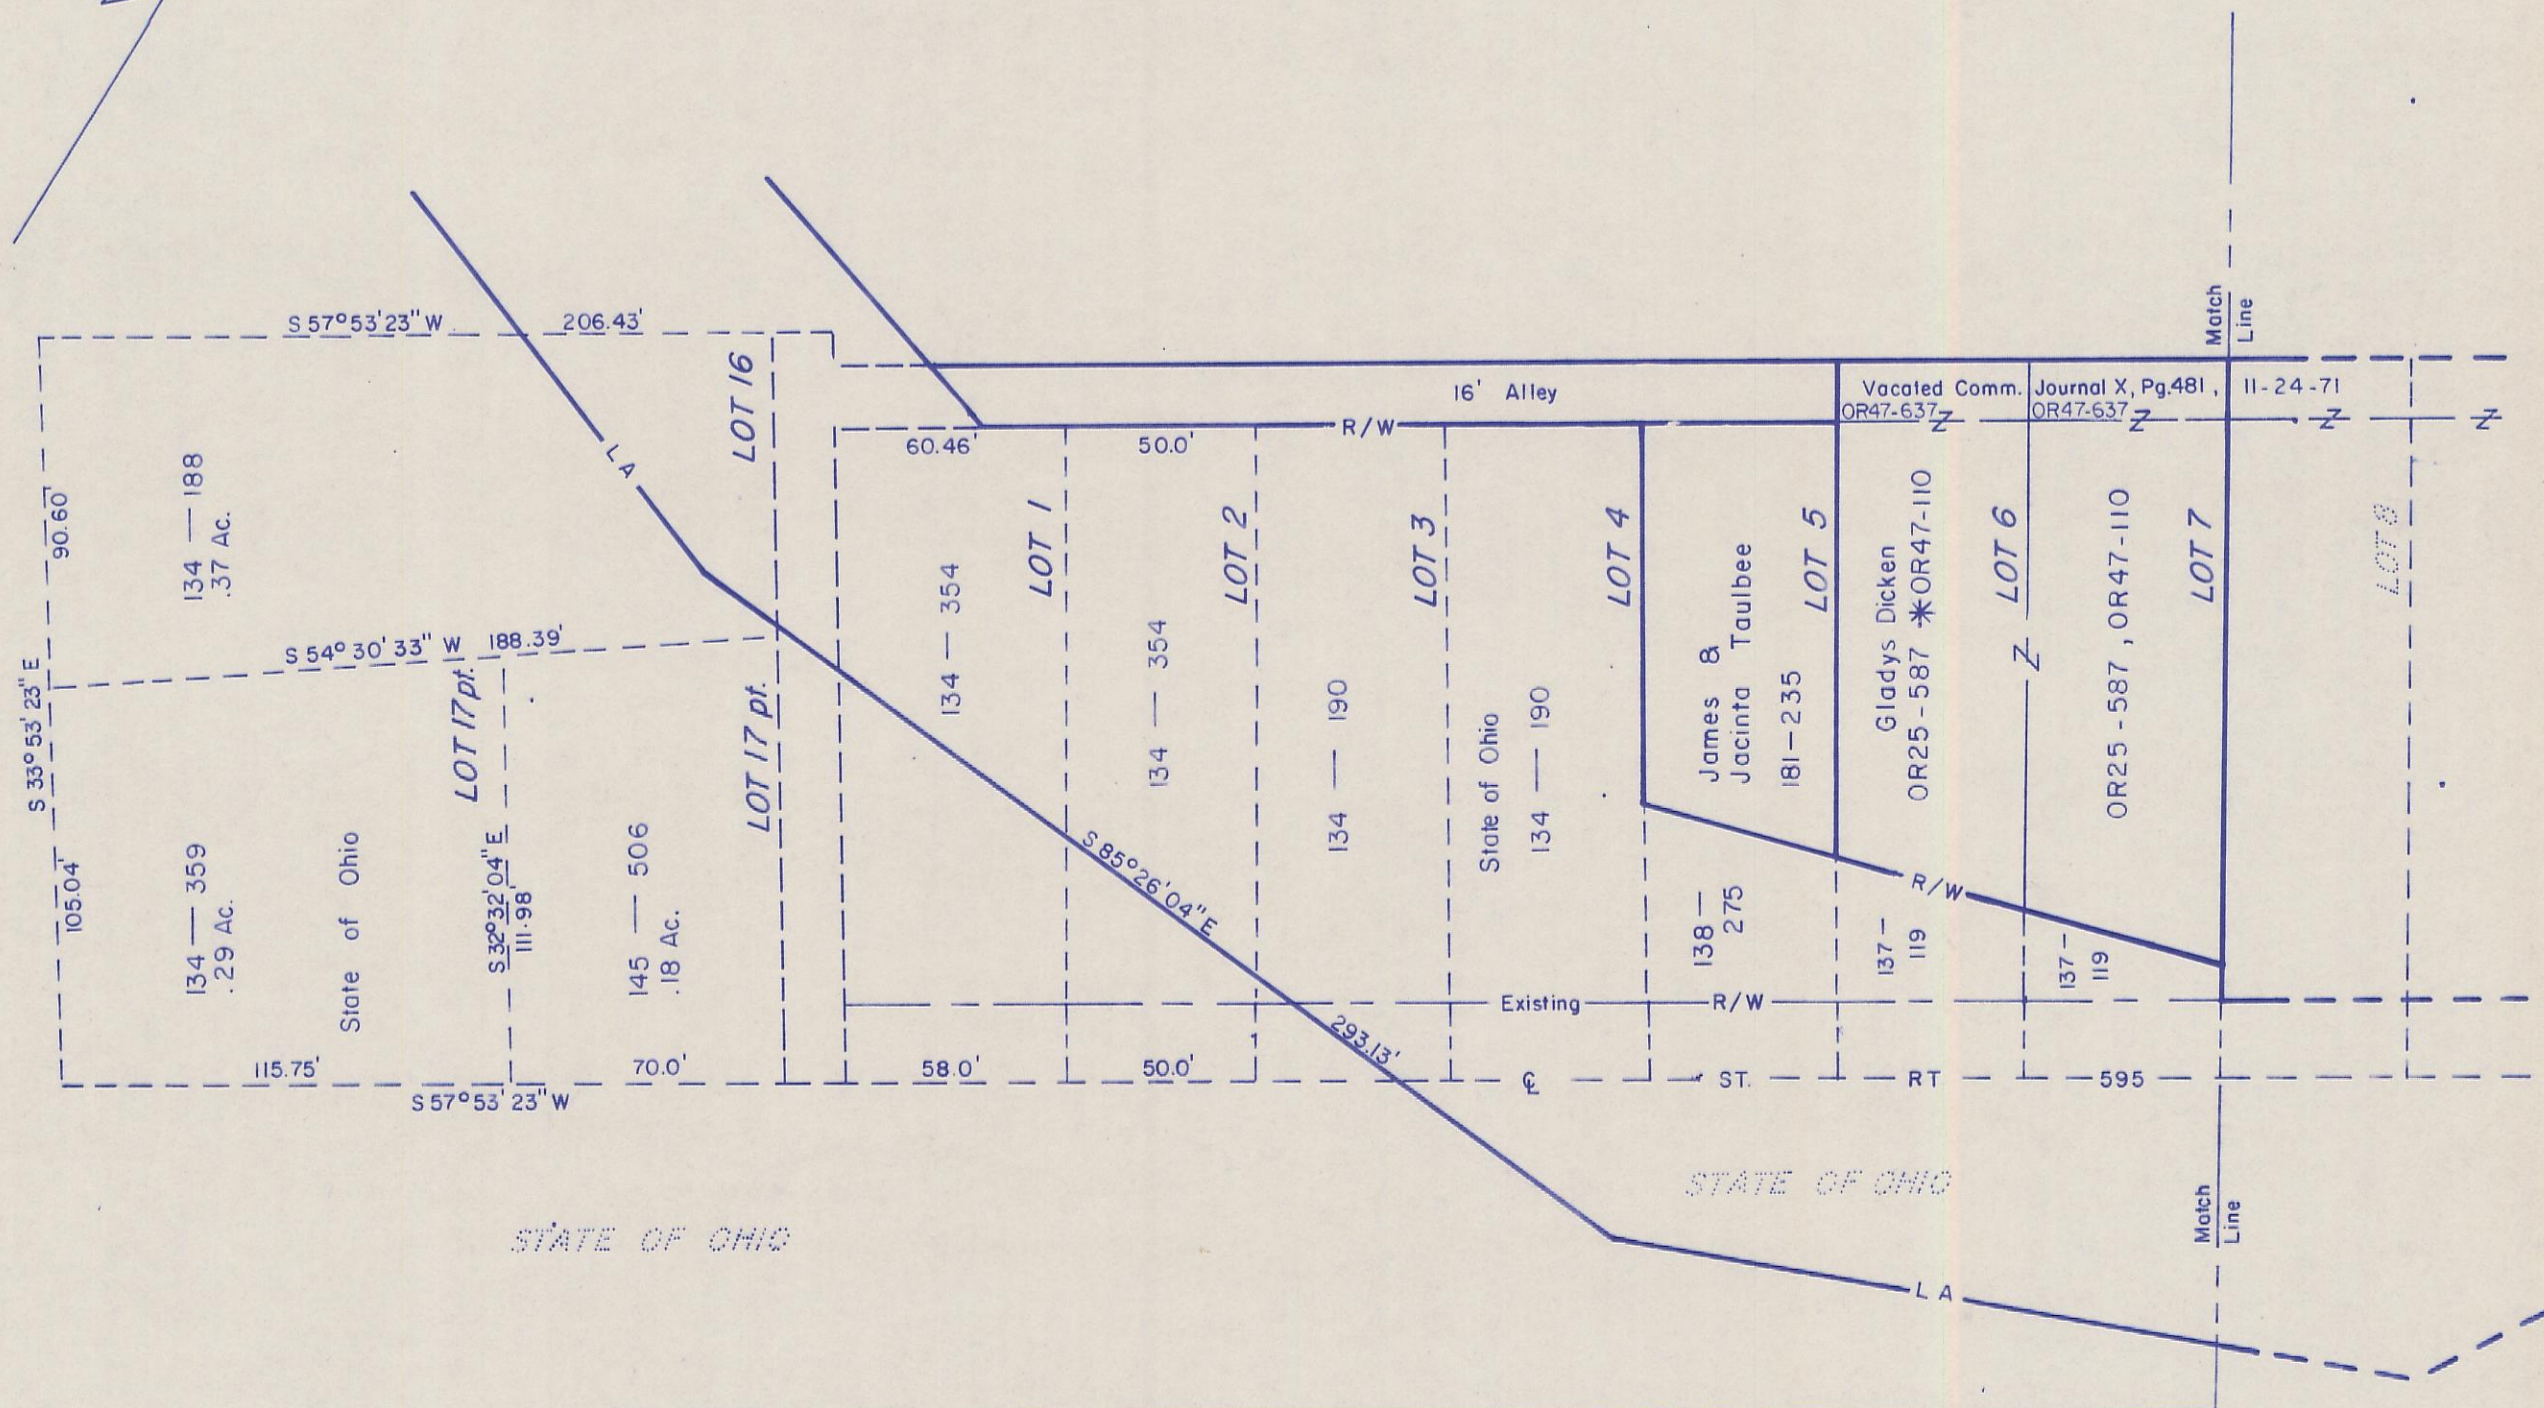 S 57° 53' 23" W
206.43'
LOT 16
LA
134 — 188
.37 Ac.
90.60'
S 33° 53' 23" E
105.04'
S 54° 30' 33" W 188.39'
LOT 17 pt.
LOT 17 pt.
134 — 359
.29 Ac.
State of Ohio
S 32° 32' 04" E
111.98'
145 — 506
.18 Ac.
115.75'
70.0'
S 57° 53' 23" W
16' Alley
R/W
60.46'
50.0'
134 — 354
LOT 1
134 — 354
LOT 2
134 — 190
LOT 3
State of Ohio
134 — 190
LOT 4
James &
Jacinta Taulbee
181—235
LOT 5
Vacated Comm. Journal X, Pg. 481, 11-24-71
OR47-637 Z
OR47-637 Z
Z
Z
Gladys Dicken
OR25-587 *OR47-110
LOT 6
Z
OR25-587, OR47-110
LOT 7
LOT 8
Match
Line
S 85° 26' 04" E
293.13'
138—
275
R/W
137-
119
137-
119
Existing R/W
58.0'
50.0'
℄ ST. RT 595
STATE OF OHIO
STATE OF OHIO
LA
Match
Line